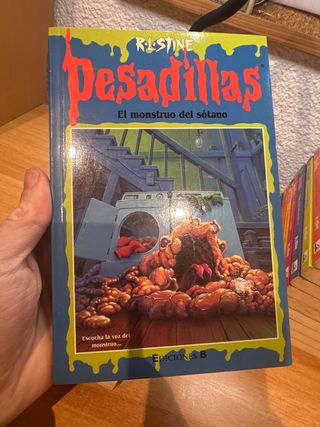 R.L. STINE
Pesadillas
El monstruo del sótano
Escucha la voz del
monstruo...
EDICIONES B